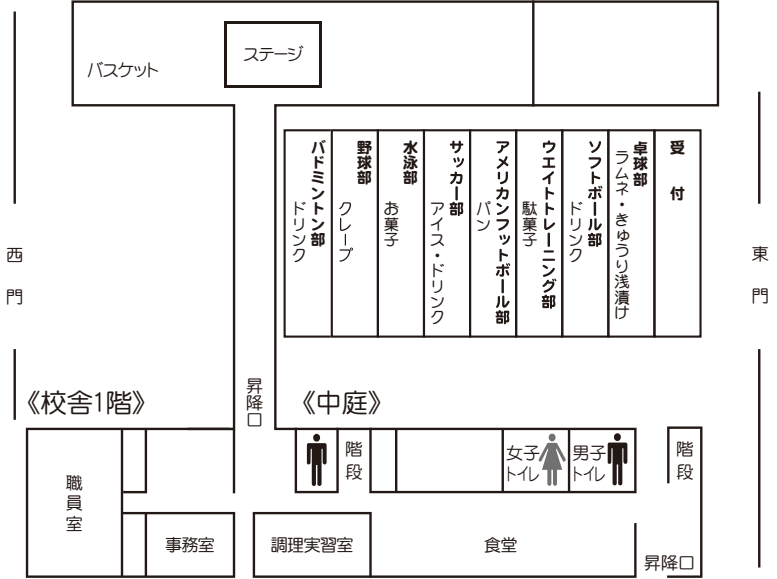 ステージ
バスケット
受付
卓球部
ラムネ・きゅうり浅漬け
ソフトボール部
ドリンク
ウエイトトレーニング部
駄菓子
アメリカンフットボール部
パン
サッカー部
アイス・ドリンク
水泳部
お菓子
野球部
クレープ
バドミントン部
ドリンク
西門
東門
昇降口
《校舎1階》
《中庭》
職員室
階段
女子
トイレ
男子
トイレ
階段
事務室
調理実習室
食堂
昇降口